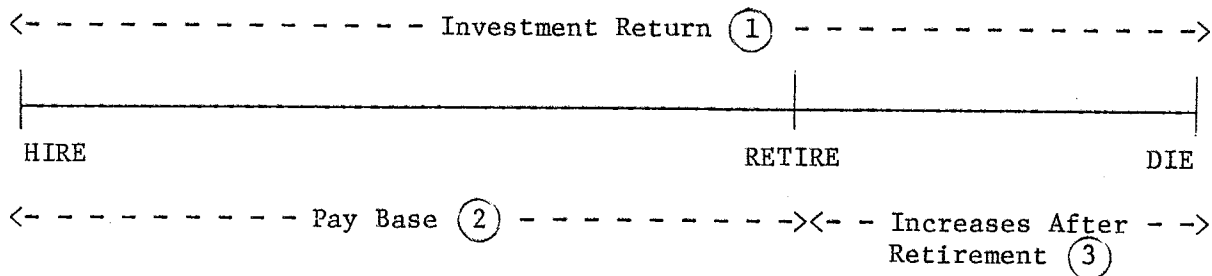 <- - - - - - - - - - - - - - Investment Return ① - - - - - - - - - - - - - - ->
HIRE RETIRE DIE
<- - - - - - - - - - Pay Base ② - - - - - - - - - -><- - Increases After - ->
Retirement ③